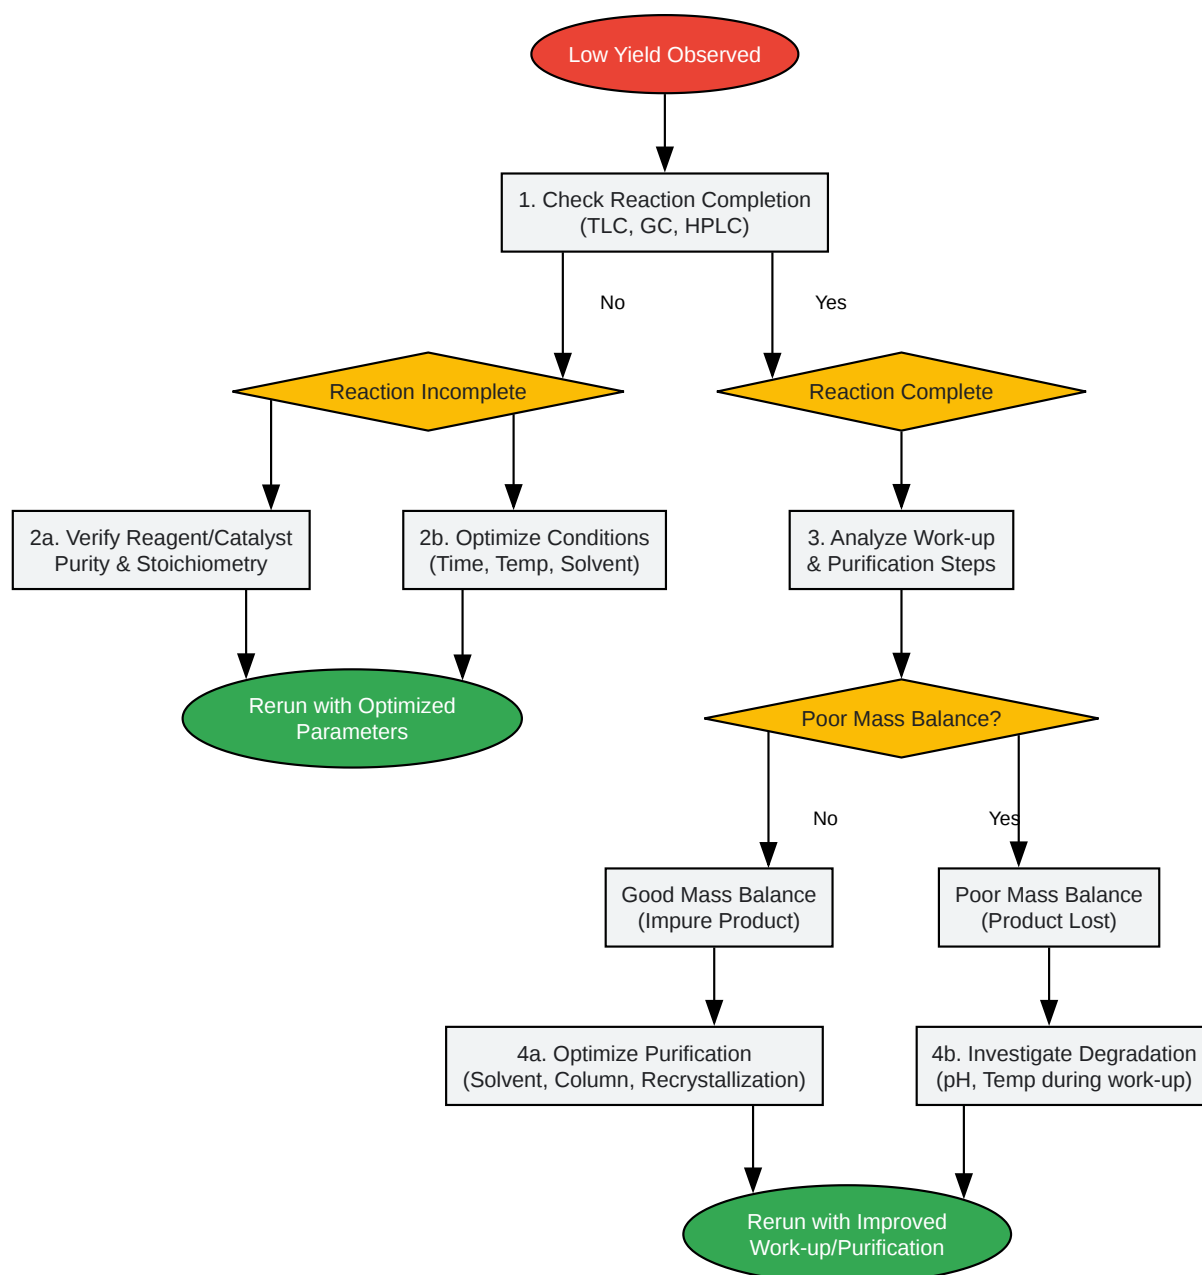 Low Yield Observed
1. Check Reaction Completion
(TLC, GC, HPLC)
No
Yes
Reaction Incomplete
Reaction Complete
2a. Verify Reagent/Catalyst
Purity & Stoichiometry
2b. Optimize Conditions
(Time, Temp, Solvent)
3. Analyze Work-up
& Purification Steps
Rerun with Optimized
Parameters
Poor Mass Balance?
No
Yes
Good Mass Balance
(Impure Product)
Poor Mass Balance
(Product Lost)
4a. Optimize Purification
(Solvent, Column, Recrystallization)
4b. Investigate Degradation
(pH, Temp during work-up)
Rerun with Improved
Work-up/Purification